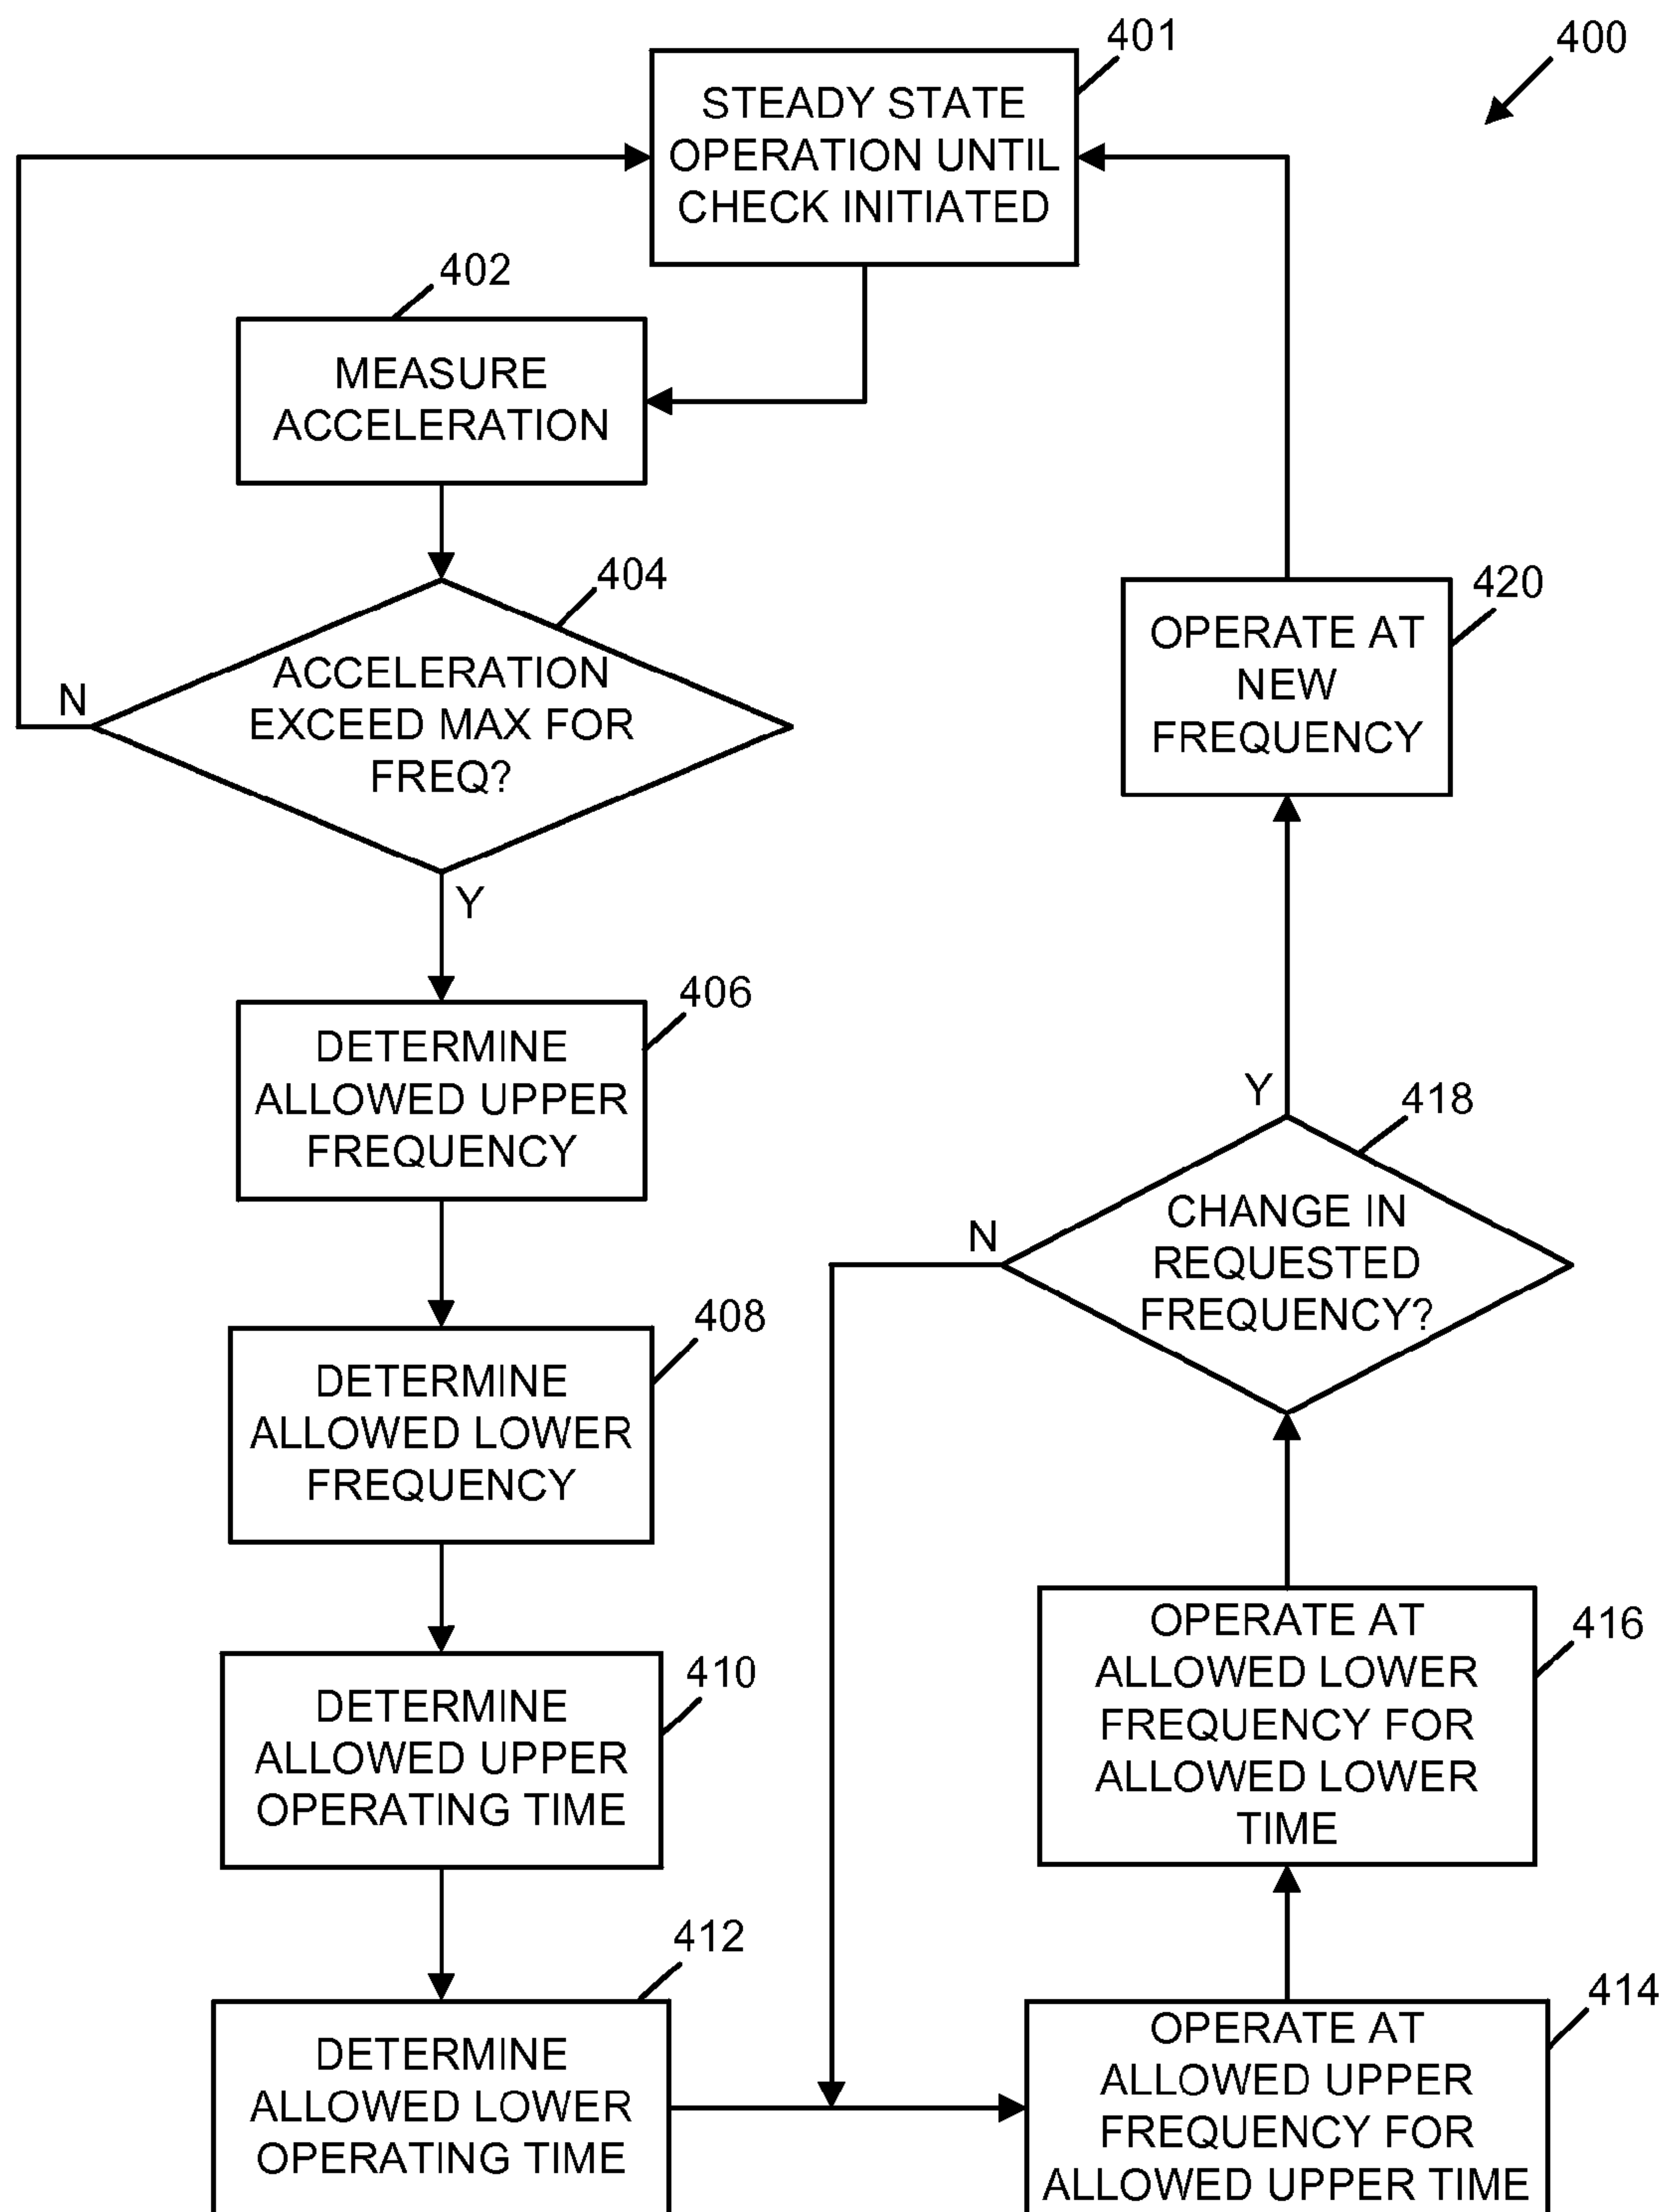 400
401
STEADY STATE
OPERATION UNTIL
CHECK INITIATED
402
MEASURE
ACCELERATION
404
ACCELERATION
EXCEED MAX FOR
FREQ?
N
Y
406
DETERMINE
ALLOWED UPPER
FREQUENCY
408
DETERMINE
ALLOWED LOWER
FREQUENCY
410
DETERMINE
ALLOWED UPPER
OPERATING TIME
412
DETERMINE
ALLOWED LOWER
OPERATING TIME
414
OPERATE AT
ALLOWED UPPER
FREQUENCY FOR
ALLOWED UPPER TIME
416
OPERATE AT
ALLOWED LOWER
FREQUENCY FOR
ALLOWED LOWER
TIME
418
CHANGE IN
REQUESTED
FREQUENCY?
N
Y
420
OPERATE AT
NEW
FREQUENCY